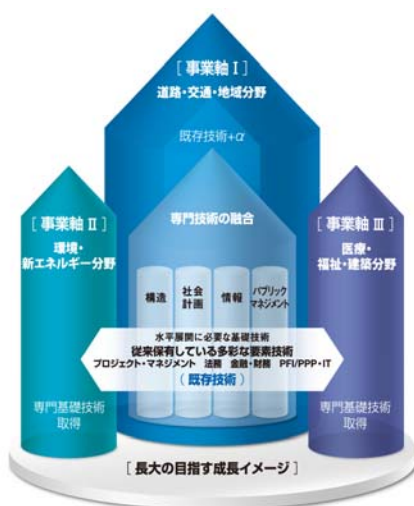 [事業軸Ⅰ]
道路・交通・地域分野
既存技術+α
[事業軸Ⅱ]
環境・
新エネルギー分野
専門技術の融合
[事業軸Ⅲ]
医療・
福祉・建築分野
構造
社会
計画
情報
パブリック
マネジメント
水平展開に必要な基礎技術
従来保有している多彩な要素技術
プロジェクト・マネジメント 法務 金融・財務 PFI/PPP・IT
(既存技術)
専門基礎技術
取得
専門基礎技術
取得
[長大の目指す成長イメージ]